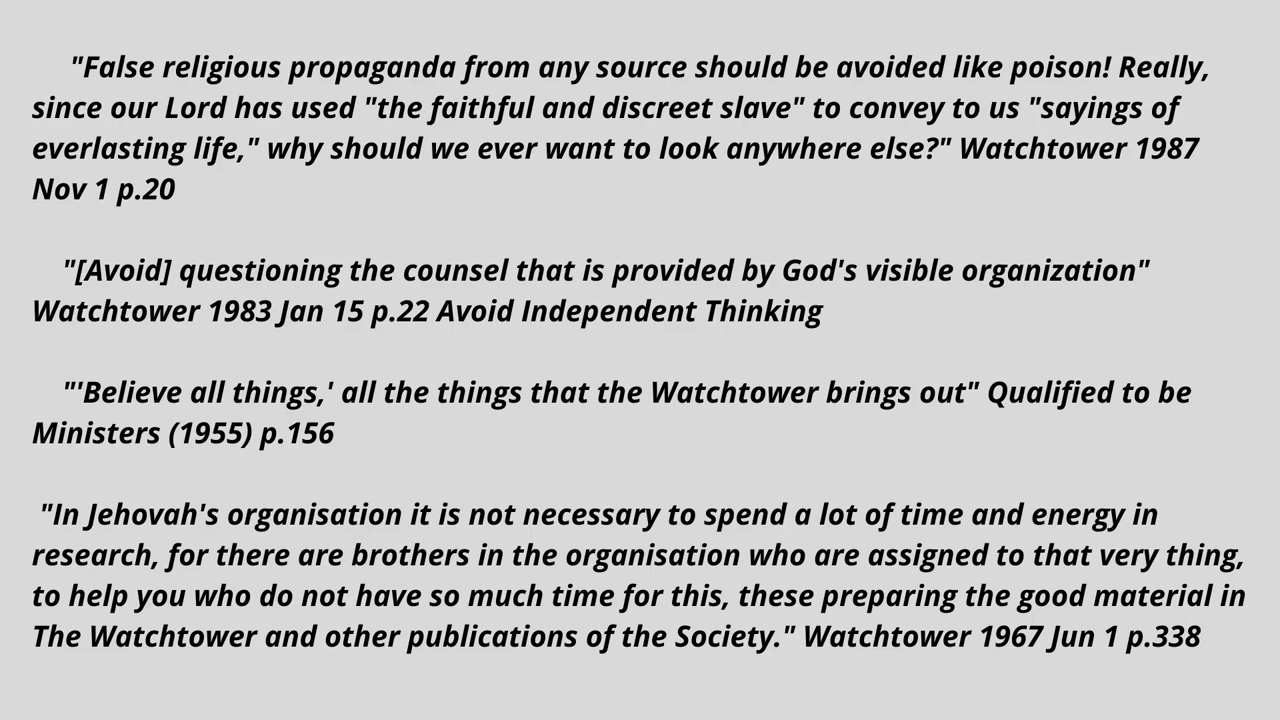 "False religious propaganda from any source should be avoided like poison! Really,
since our Lord has used "the faithful and discreet slave" to convey to us "sayings of
everlasting life," why should we ever want to look anywhere else?" Watchtower 1987
Nov 1 p.20
"[Avoid] questioning the counsel that is provided by God's visible organization"
Watchtower 1983 Jan 15 p.22 Avoid Independent Thinking
"'Believe all things,' all the things that the Watchtower brings out" Qualified to be
Ministers (1955) p.156
"In Jehovah's organisation it is not necessary to spend a lot of time and energy in
research, for there are brothers in the organisation who are assigned to that very thing,
to help you who do not have so much time for this, these preparing the good material in
The Watchtower and other publications of the Society." Watchtower 1967 Jun 1 p.338